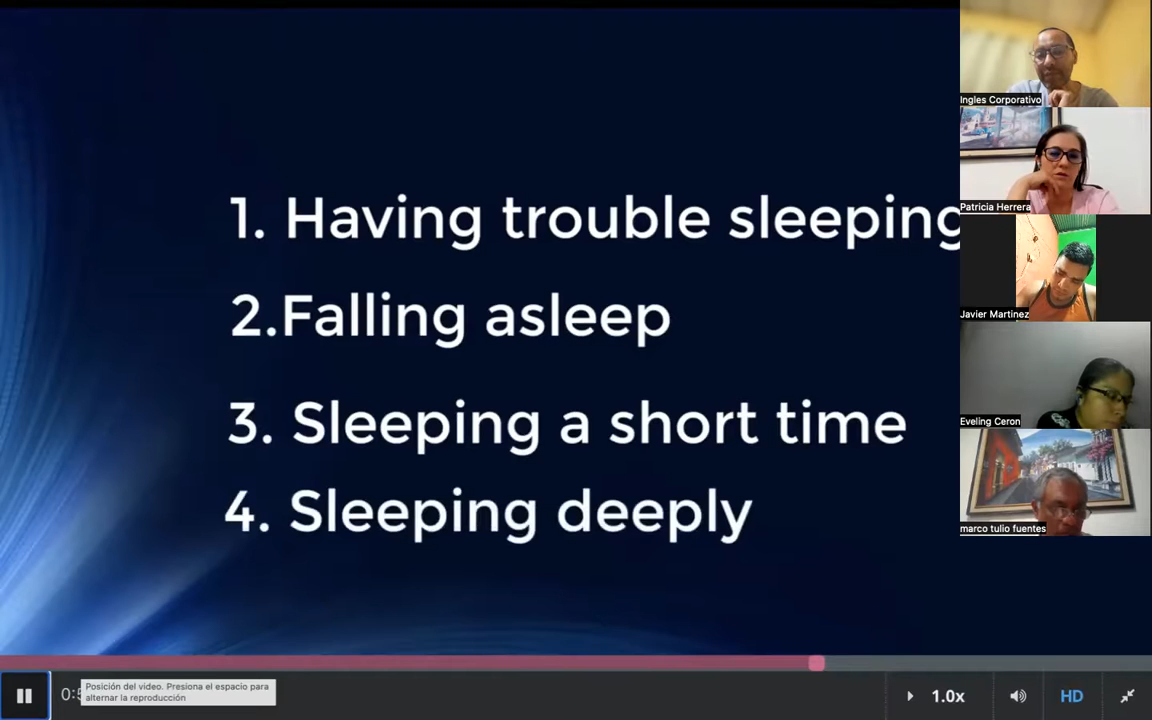 1. Having trouble sleeping
2.Falling asleep
3. Sleeping a short time
4. Sleeping deeply
Ingles Corporativo
Patricia Herrera
Javier Martinez
Eveling Ceron
marco tulio fuentes
Posición del video. Presiona el espacio para
alternar la reproducción
1.0x
HD